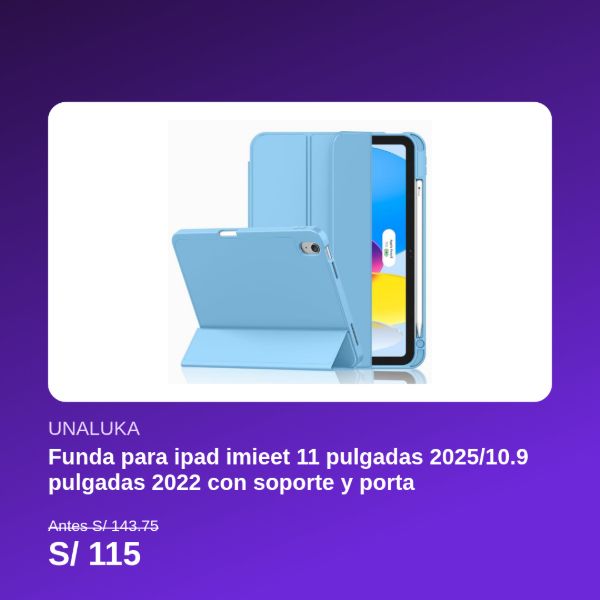 UNALUKA
Funda para ipad imieet 11 pulgadas 2025/10.9
pulgadas 2022 con soporte y porta
Antes S/ 143.75
S/ 115